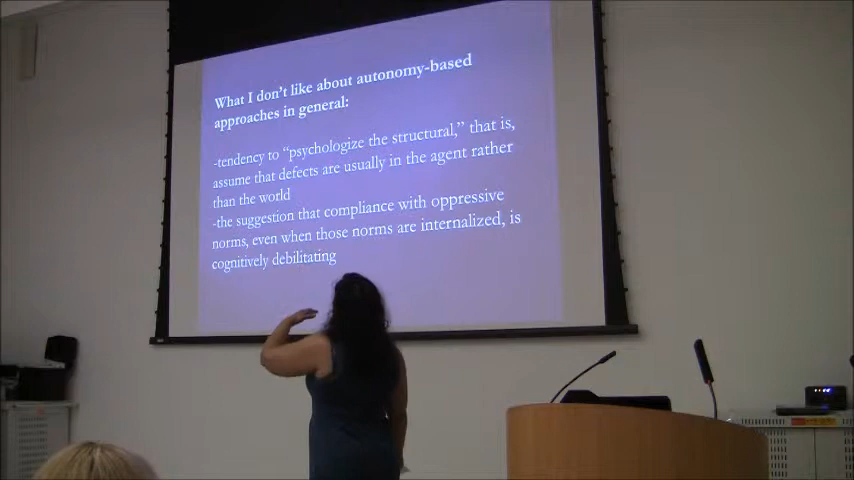 What I don't like about autonomy-based
approaches in general:
-tendency to “psychologize the structural,” that is,
assume that defects are usually in the agent rather
than the world
-the suggestion that compliance with oppressive
norms, even when those norms are internalized, is
cognitively debilitating